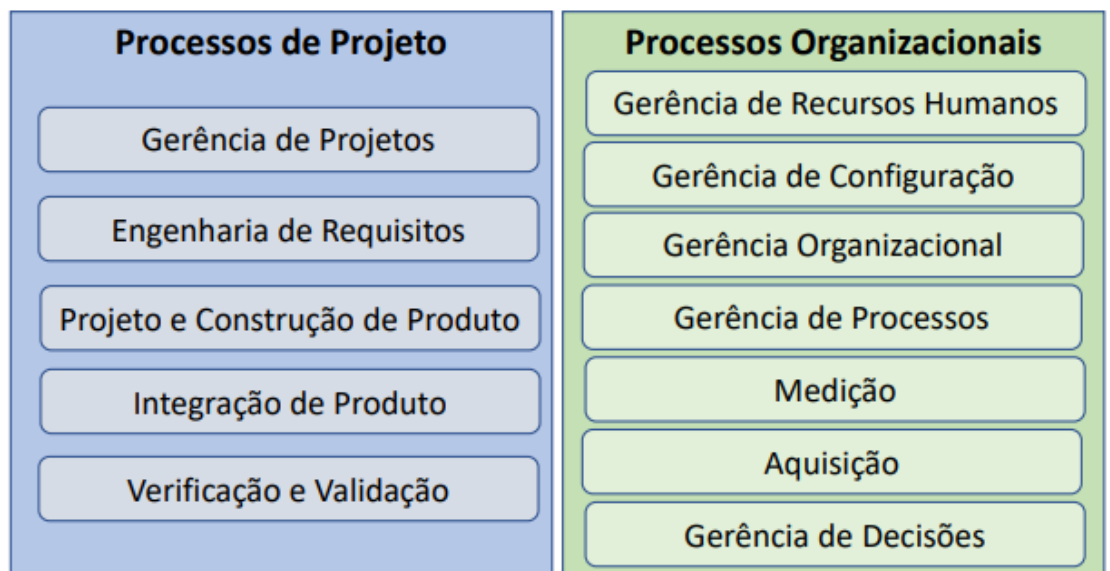 Processos de Projeto
Gerência de Projetos
Engenharia de Requisitos
Projeto e Construção de Produto
Integração de Produto
Verificação e Validação
Processos Organizacionais
Gerência de Recursos Humanos
Gerência de Configuração
Gerência Organizacional
Gerência de Processos
Medição
Aquisição
Gerência de Decisões